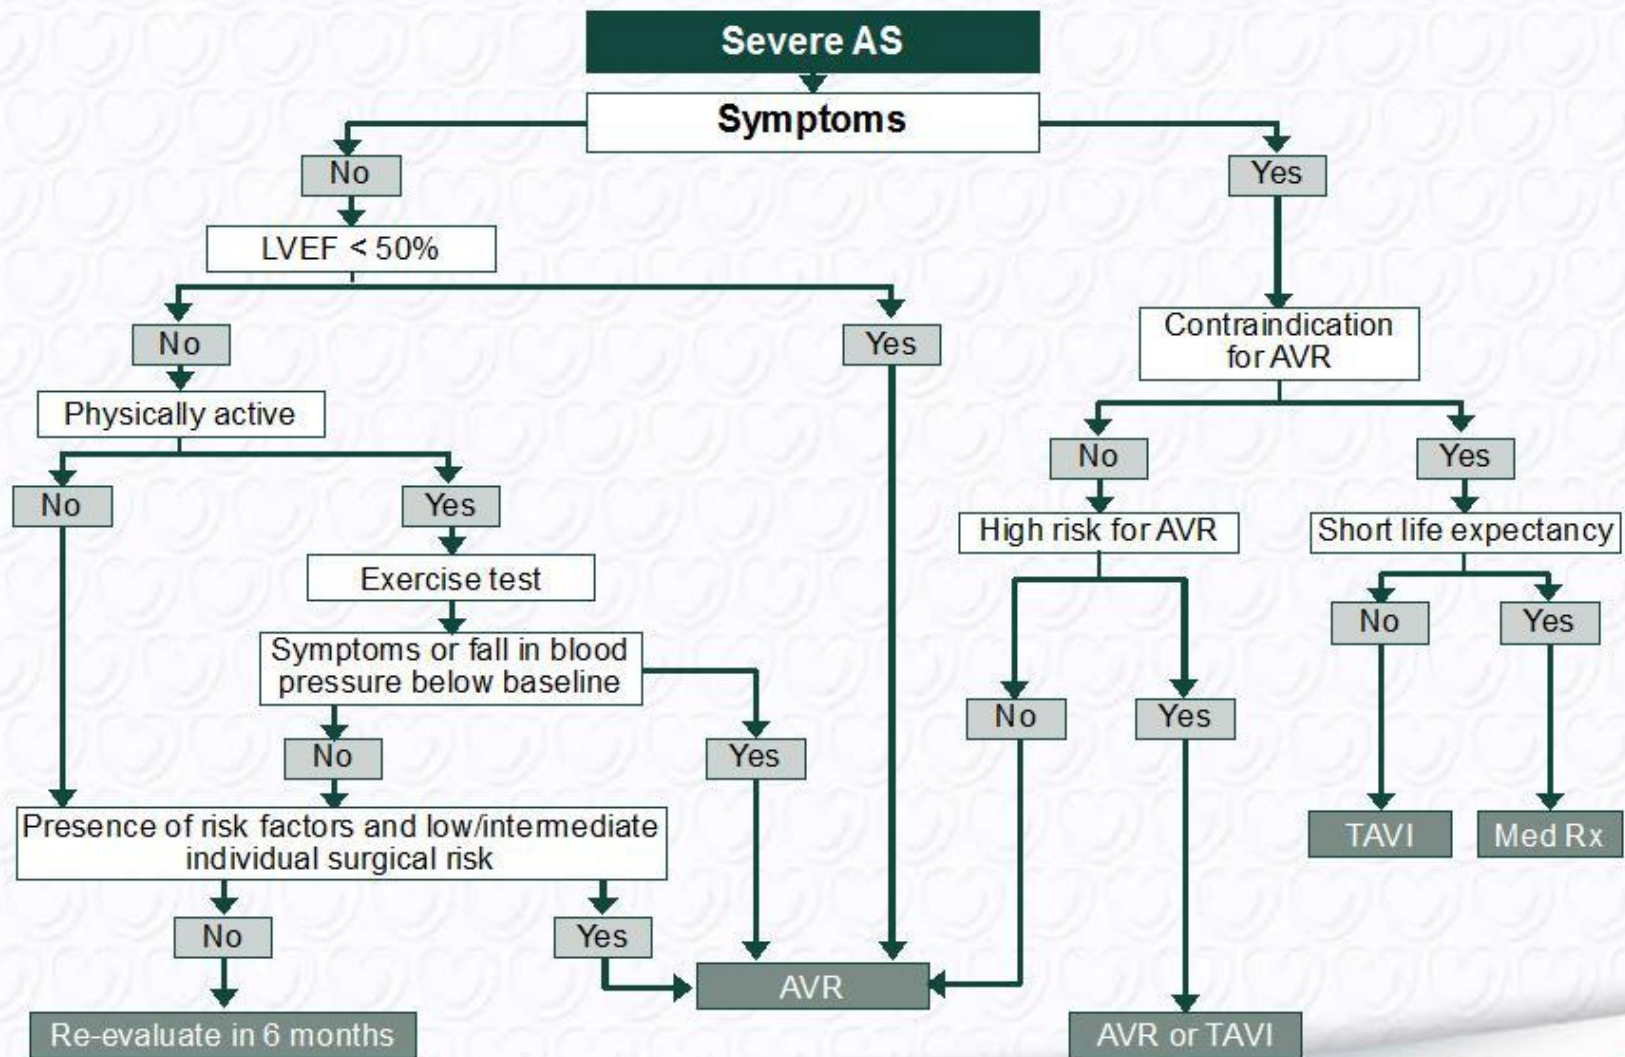 Severe AS
Symptoms
No
Yes
LVEF < 50%
No
Yes
Contraindication
for AVR
Physically active
No
Yes
No
Yes
High risk for AVR
Short life expectancy
Exercise test
No
Yes
Symptoms or fall in blood
pressure below baseline
No
Yes
No
Yes
Presence of risk factors and low/intermediate
individual surgical risk
TAVI
Med Rx
No
Yes
AVR
Re-evaluate in 6 months
AVR or TAVI